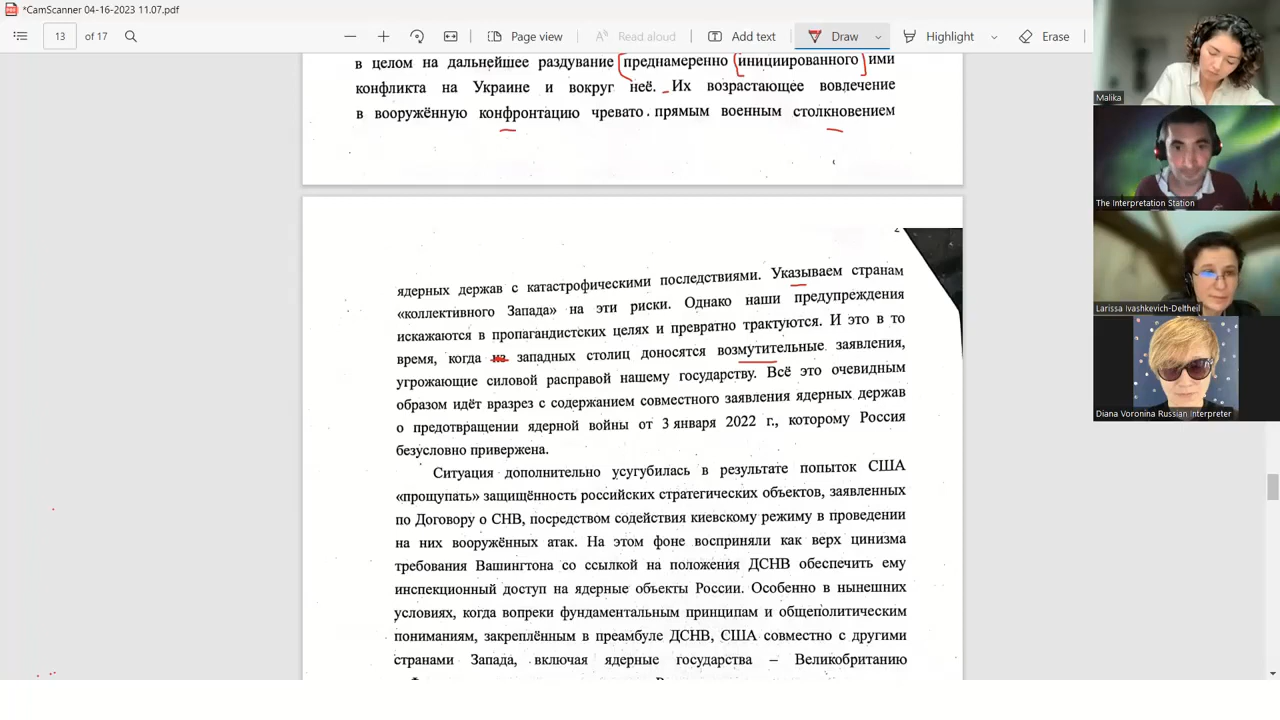 *CamScanner 04-16-2023 11.07.pdf
13 of 17 Page view Read aloud Add text Draw Highlight Erase
Malika
The Interpretation Station
Larissa Ivashkevich-Deltheil
Diana Voronina Russian Interpreter
в целом на дальнейшее раздувание преднамеренно инициированного ими
конфликта на Украине и вокруг неё. Их возрастающее вовлечение
в вооружённую конфронтацию чревато прямым военным столкновением
2
ядерных держав с катастрофическими последствиями. Указываем странам
«коллективного Запада» на эти риски. Однако наши предупреждения
искажаются в пропагандистских целях и превратно трактуются. И это в то
время, когда из западных столиц доносятся возмутительные заявления,
угрожающие силовой расправой нашему государству. Всё это очевидным
образом идёт вразрез с содержанием совместного заявления ядерных держав
о предотвращении ядерной войны от 3 января 2022 г., которому Россия
безусловно привержена.
Ситуация дополнительно усугубилась в результате попыток США
«прощупать» защищённость российских стратегических объектов, заявленных
по Договору о СНВ, посредством содействия киевскому режиму в проведении
на них вооружённых атак. На этом фоне восприняли как верх цинизма
требования Вашингтона со ссылкой на положения ДСНВ обеспечить ему
инспекционный доступ на ядерные объекты России. Особенно в нынешних
условиях, когда вопреки фундаментальным принципам и общеполитическим
пониманиям, закреплённым в преамбуле ДСНВ, США совместно с другими
странами Запада, включая ядерные государства – Великобританию